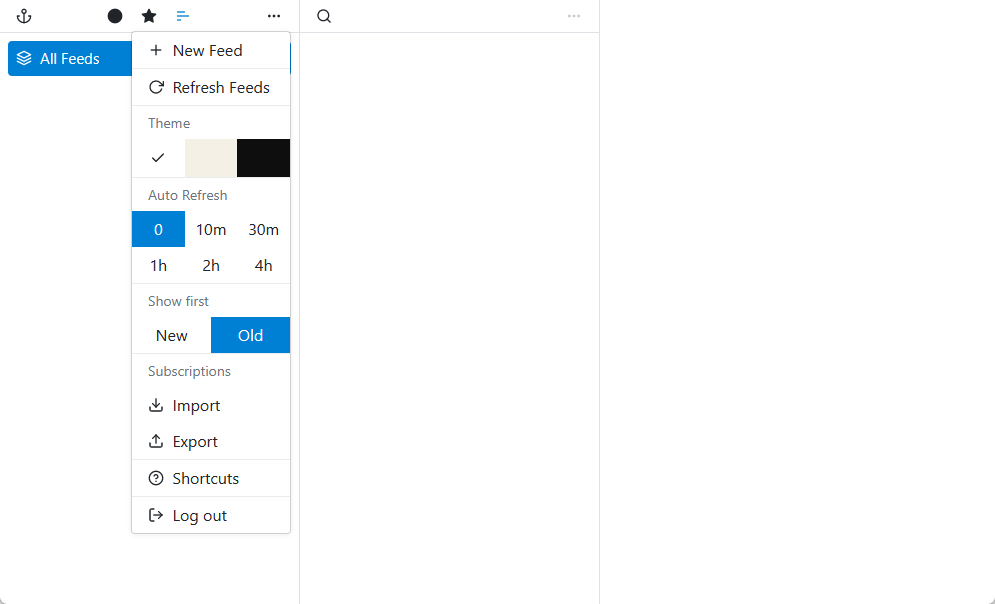 All Feeds
New Feed
Refresh Feeds
Theme
Auto Refresh
0 10m 30m
1h 2h 4h
Show first
New Old
Subscriptions
Import
Export
Shortcuts
Log out